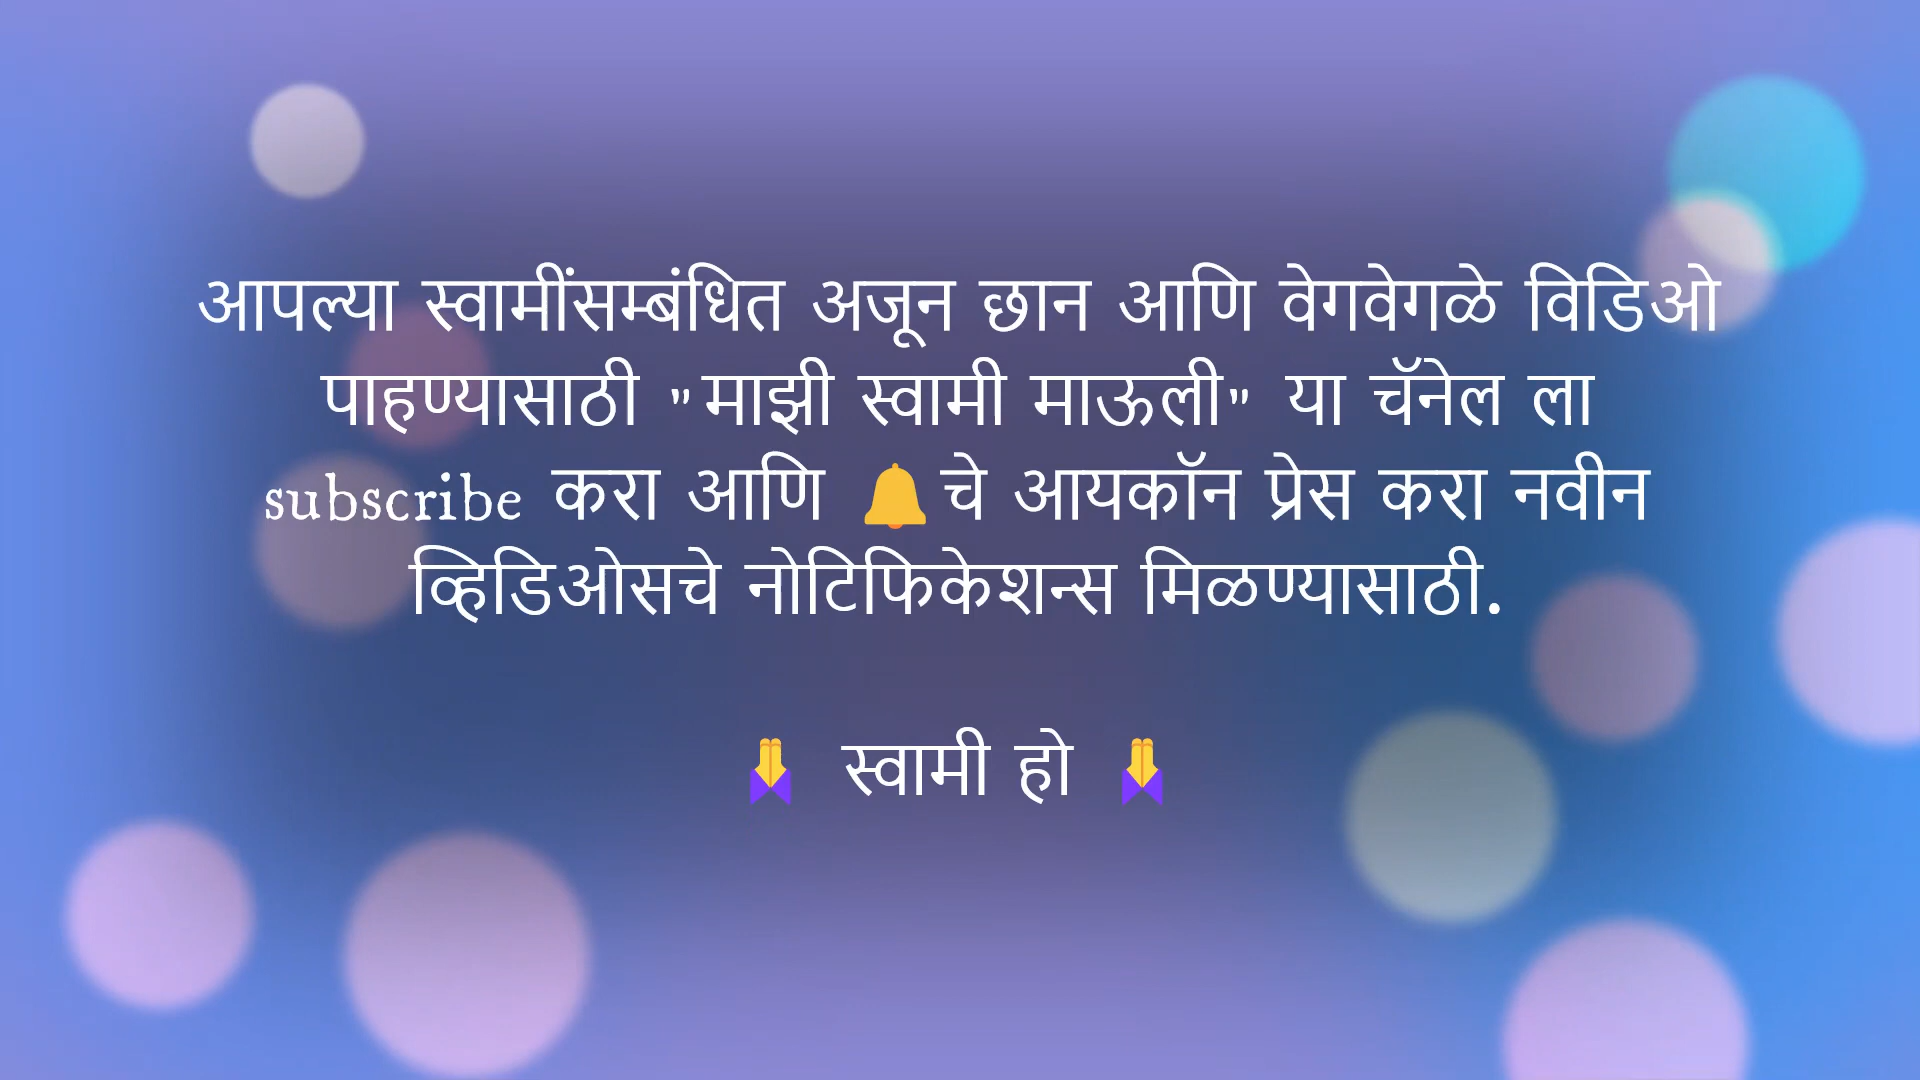 आपल्या स्वामींसम्बंधित अजून छान आणि वेगवेगळे विडिओ
पाहण्यासाठी "माझी स्वामी माऊली" या चॅनेल ला
subscribe करा आणि 🔔चे आयकॉन प्रेस करा नवीन
व्हिडिओसचे नोटिफिकेशन्स मिळण्यासाठी.
🙏 स्वामी हो 🙏